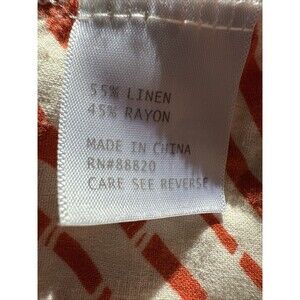 55% LINEN
45% RAYON
MADE IN CHINA
RN#88820
CARE SEE REVERSE